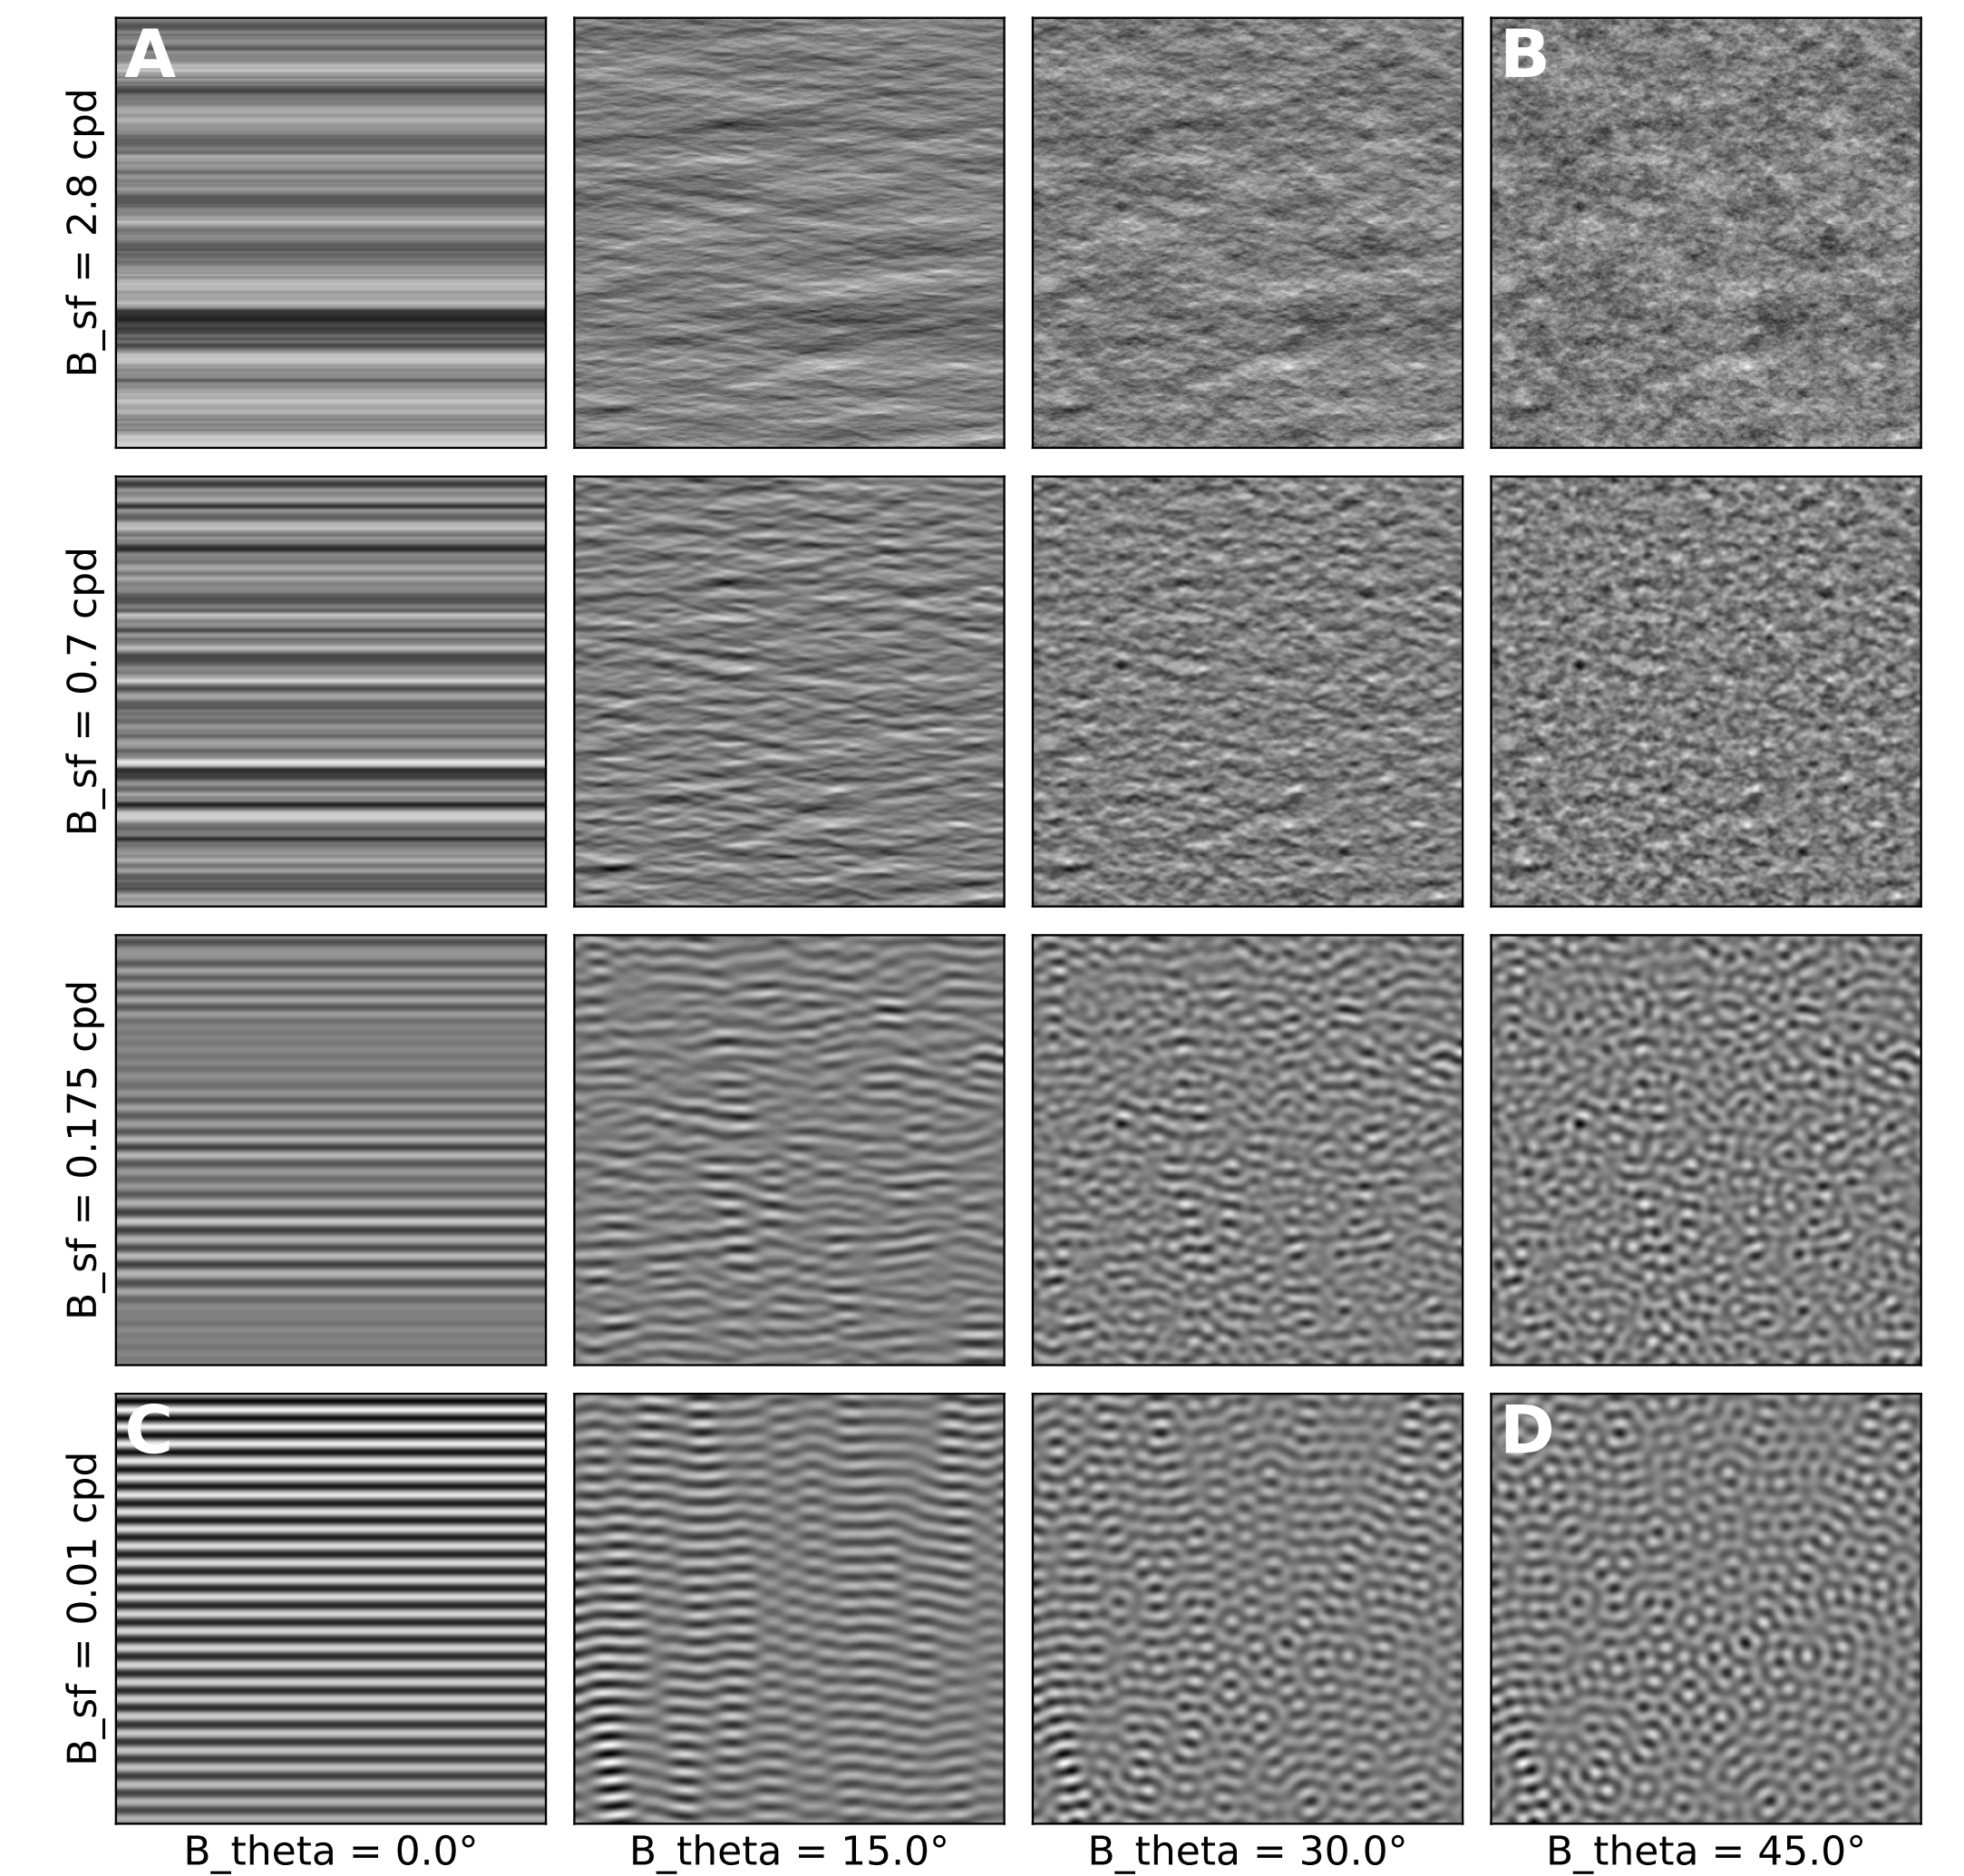 A
B
B_sf = 2.8 cpd
B_sf = 0.7 cpd
B_sf = 0.175 cpd
C
D
B_sf = 0.01 cpd
B_theta = 0.0°
B_theta = 15.0°
B_theta = 30.0°
B_theta = 45.0°